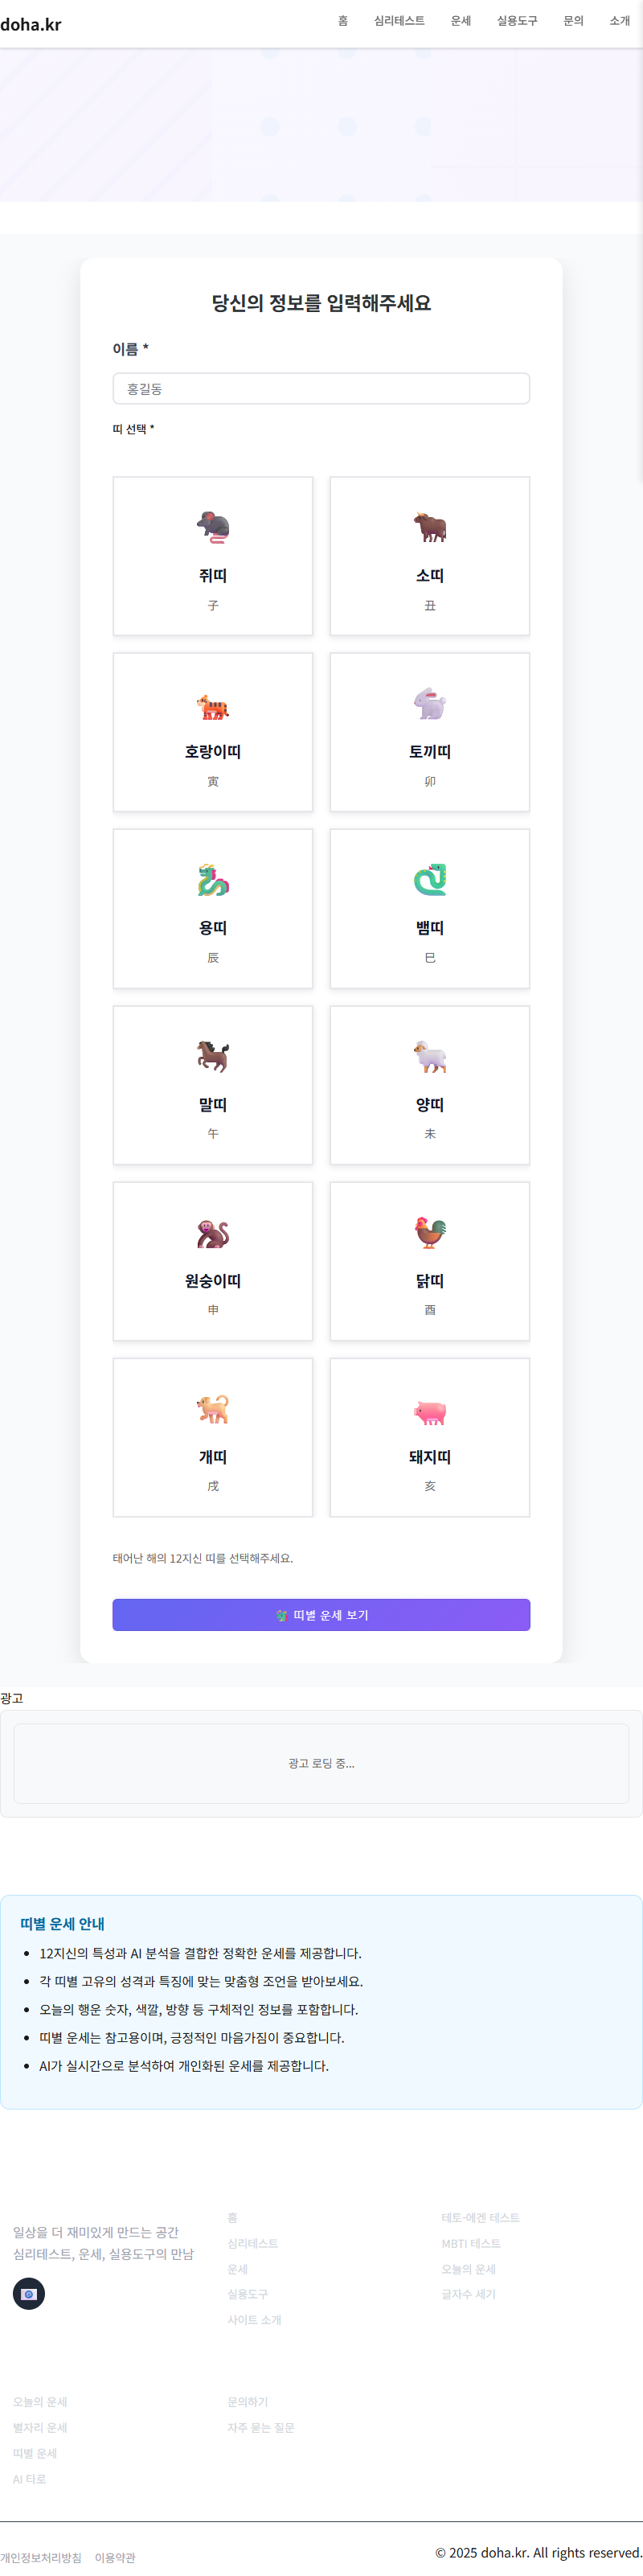 doha.kr
홈 심리테스트 운세 실용도구 문의 소개
당신의 정보를 입력해주세요
이름 *
홍길동
띠 선택 *
쥐띠
子
소띠
丑
호랑이띠
寅
토끼띠
卯
용띠
辰
뱀띠
巳
말띠
午
양띠
未
원숭이띠
申
닭띠
酉
개띠
戌
돼지띠
亥
태어난 해의 12지신 띠를 선택해주세요.
띠별 운세 보기
광고
광고 로딩 중...
띠별 운세 안내
12지신의 특성과 AI 분석을 결합한 정확한 운세를 제공합니다.
각 띠별 고유의 성격과 특징에 맞는 맞춤형 조언을 받아보세요.
오늘의 행운 숫자, 색깔, 방향 등 구체적인 정보를 포함합니다.
띠별 운세는 참고용이며, 긍정적인 마음가짐이 중요합니다.
AI가 실시간으로 분석하여 개인화된 운세를 제공합니다.
일상을 더 재미있게 만드는 공간
심리테스트, 운세, 실용도구의 만남
홈
심리테스트
운세
실용도구
사이트 소개
테토-에겐 테스트
MBTI 테스트
오늘의 운세
글자수 세기
오늘의 운세
별자리 운세
띠별 운세
AI 타로
문의하기
자주 묻는 질문
개인정보처리방침 이용약관
© 2025 doha.kr. All rights reserved.